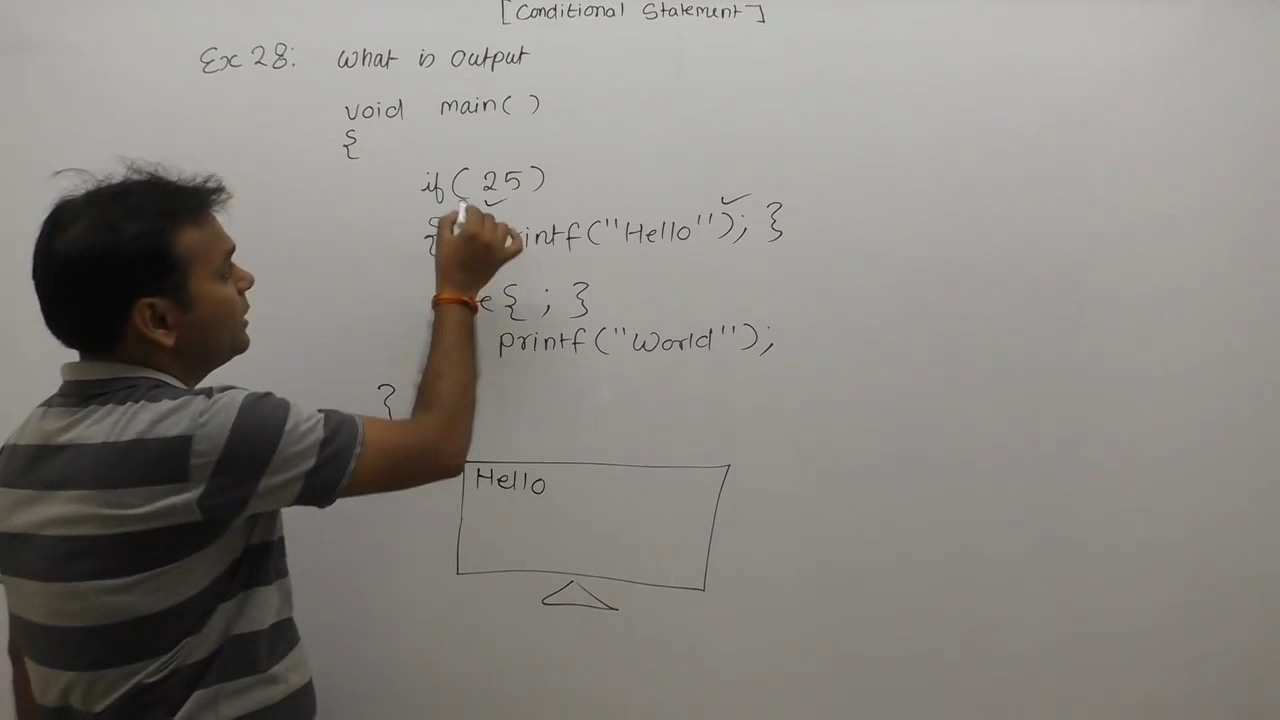 [Conditional Statement]
Ex 28: What is output
void main( )
{
if( 25 )
{ printf("Hello"); }
{ ; }
printf("World");
}
Hello